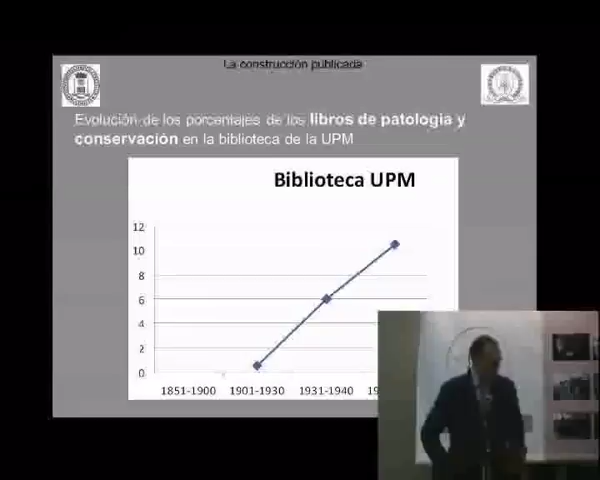 La construcción publicada
Evolución de los porcentajes de los libros de patología y
conservación en la biblioteca de la UPM
Biblioteca UPM
12
10
8
6
4
2
0
1851-1900 1901-1930 1931-1940